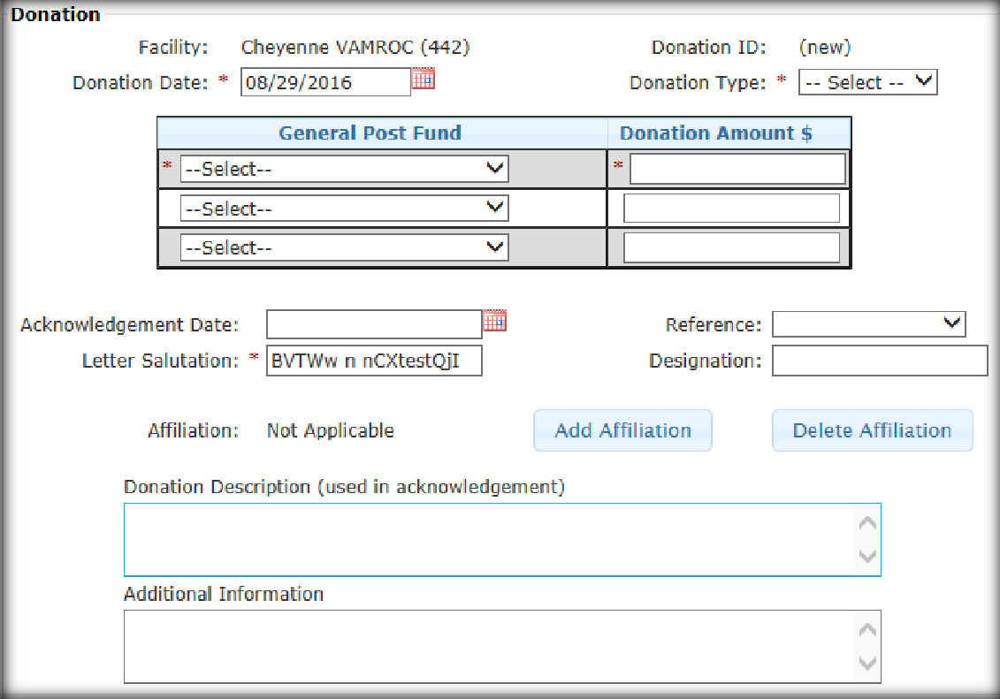 Donation
Facility: Cheyenne VAMROC (442) Donation ID: (new)
Donation Date: * 08/29/2016 Donation Type: * -- Select --
General Post Fund Donation Amount $
* --Select-- *
--Select--
--Select--
Acknowledgement Date: Reference:
Letter Salutation: * BVTWw n nCXtestQjI Designation:
Affiliation: Not Applicable Add Affiliation Delete Affiliation
Donation Description (used in acknowledgement)
Additional Information